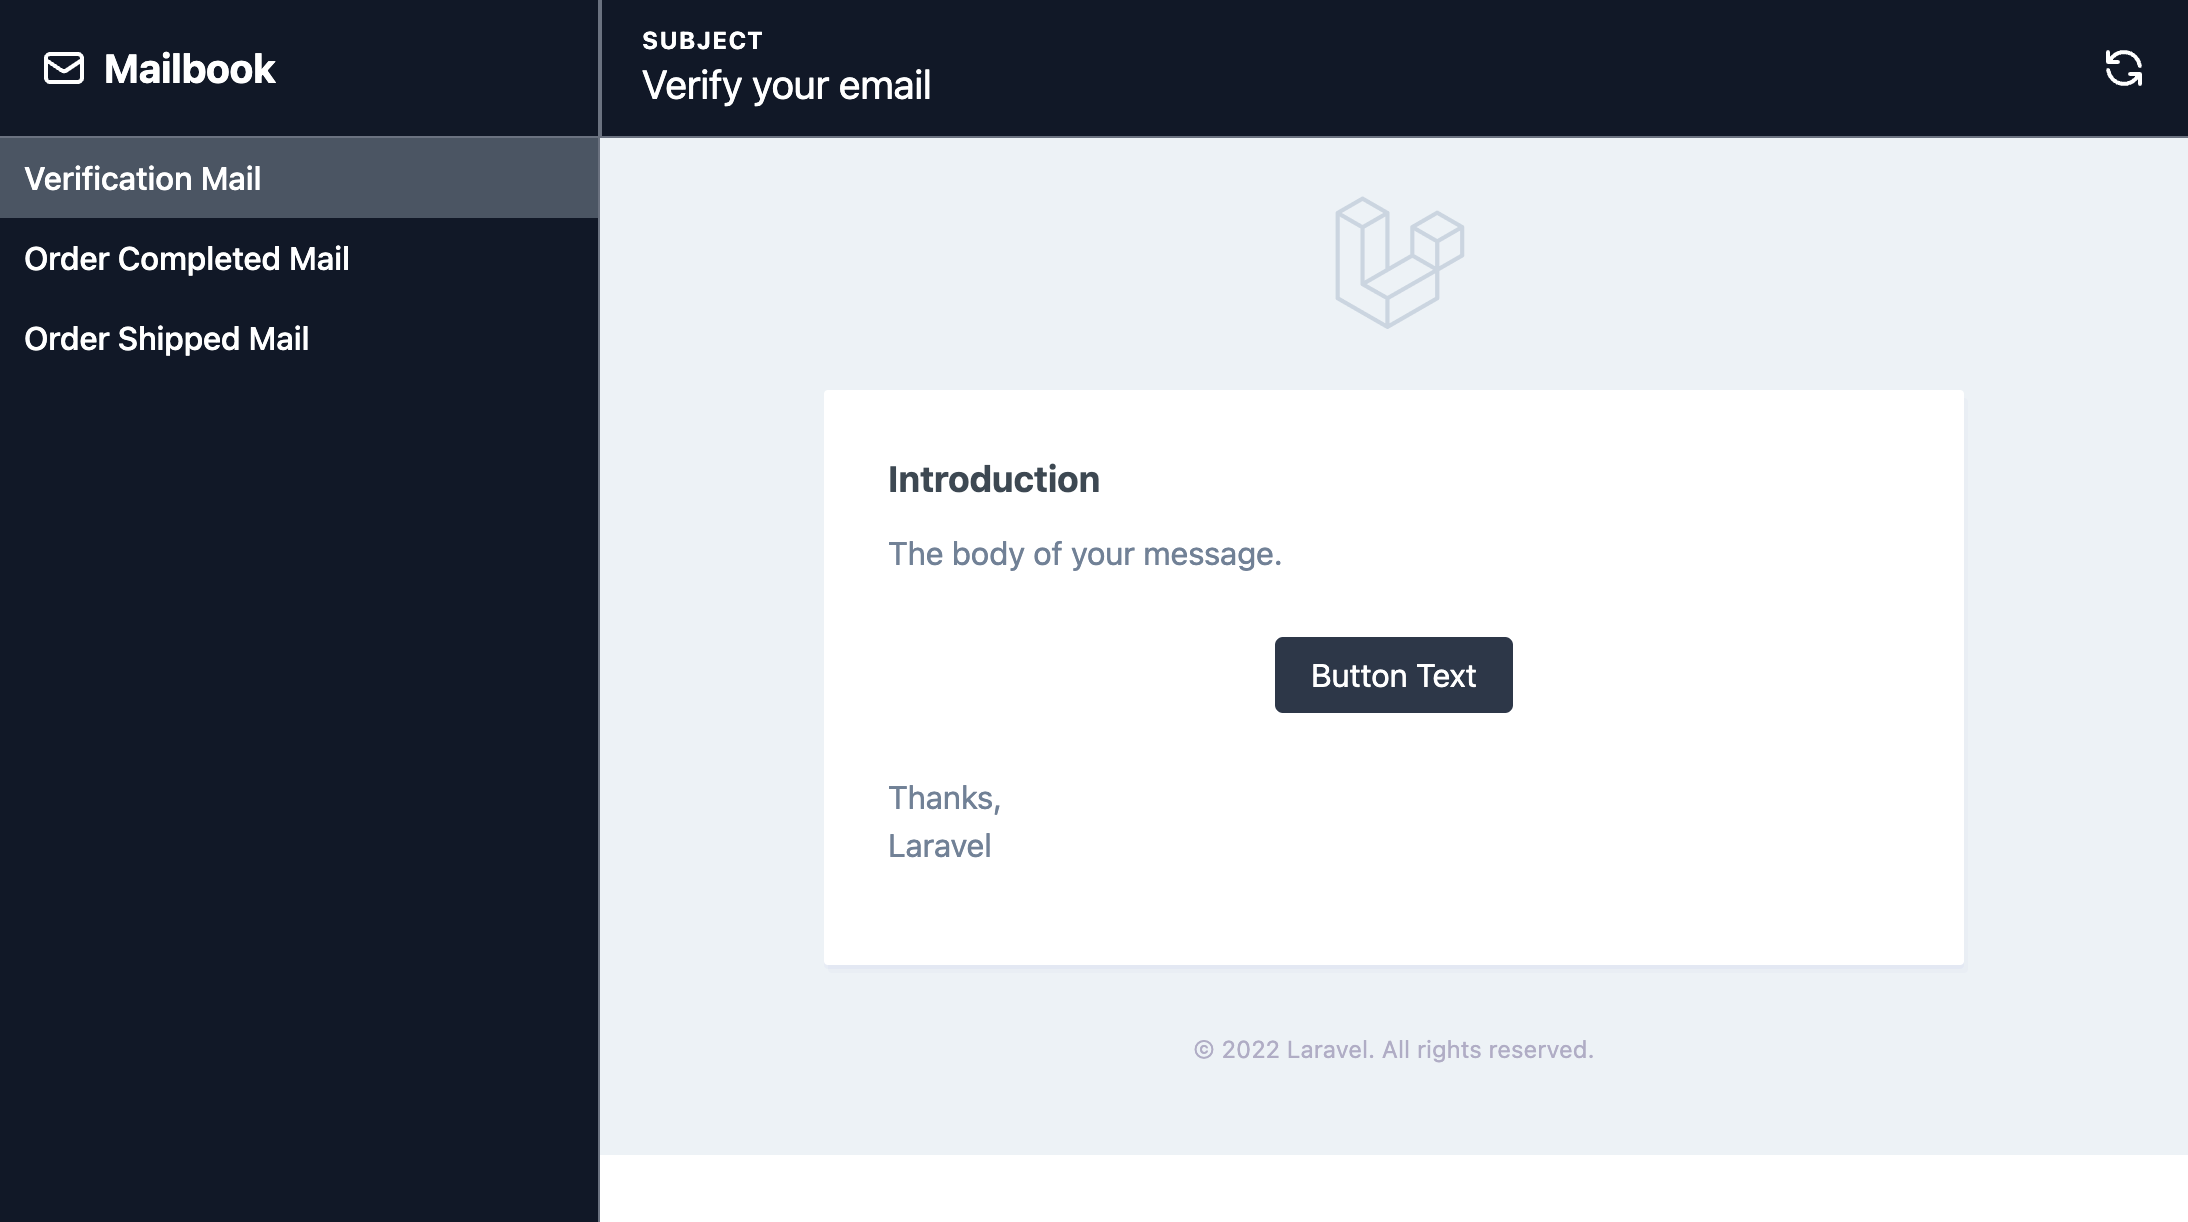 Mailbook
SUBJECT
Verify your email
Verification Mail
Order Completed Mail
Order Shipped Mail
Introduction
The body of your message.
Button Text
Thanks,
Laravel
© 2022 Laravel. All rights reserved.